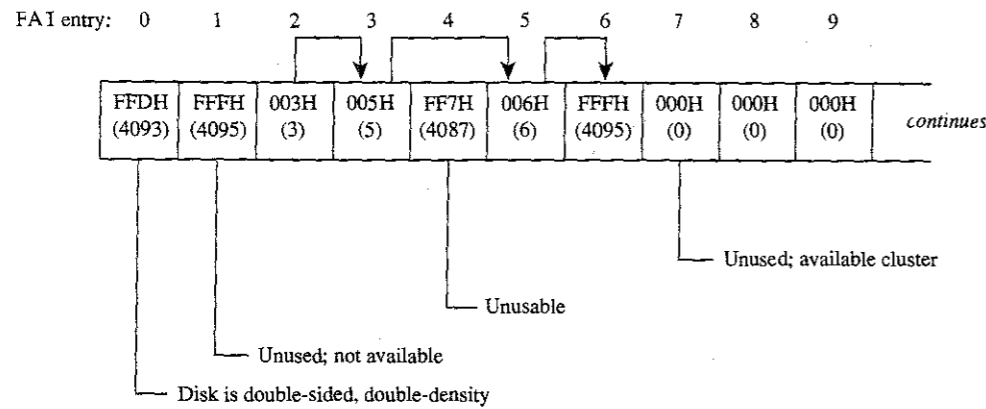 FAT entry: 0 1 2 3 4 5 6 7 8 9
FFDH FFFH 003H 005H FF7H 006H FFFH 000H 000H 000H
(4093) (4095) (3) (5) (4087) (6) (4095) (0) (0) (0)
continues
Unused; available cluster
Unusable
Unused; not available
Disk is double-sided, double-density